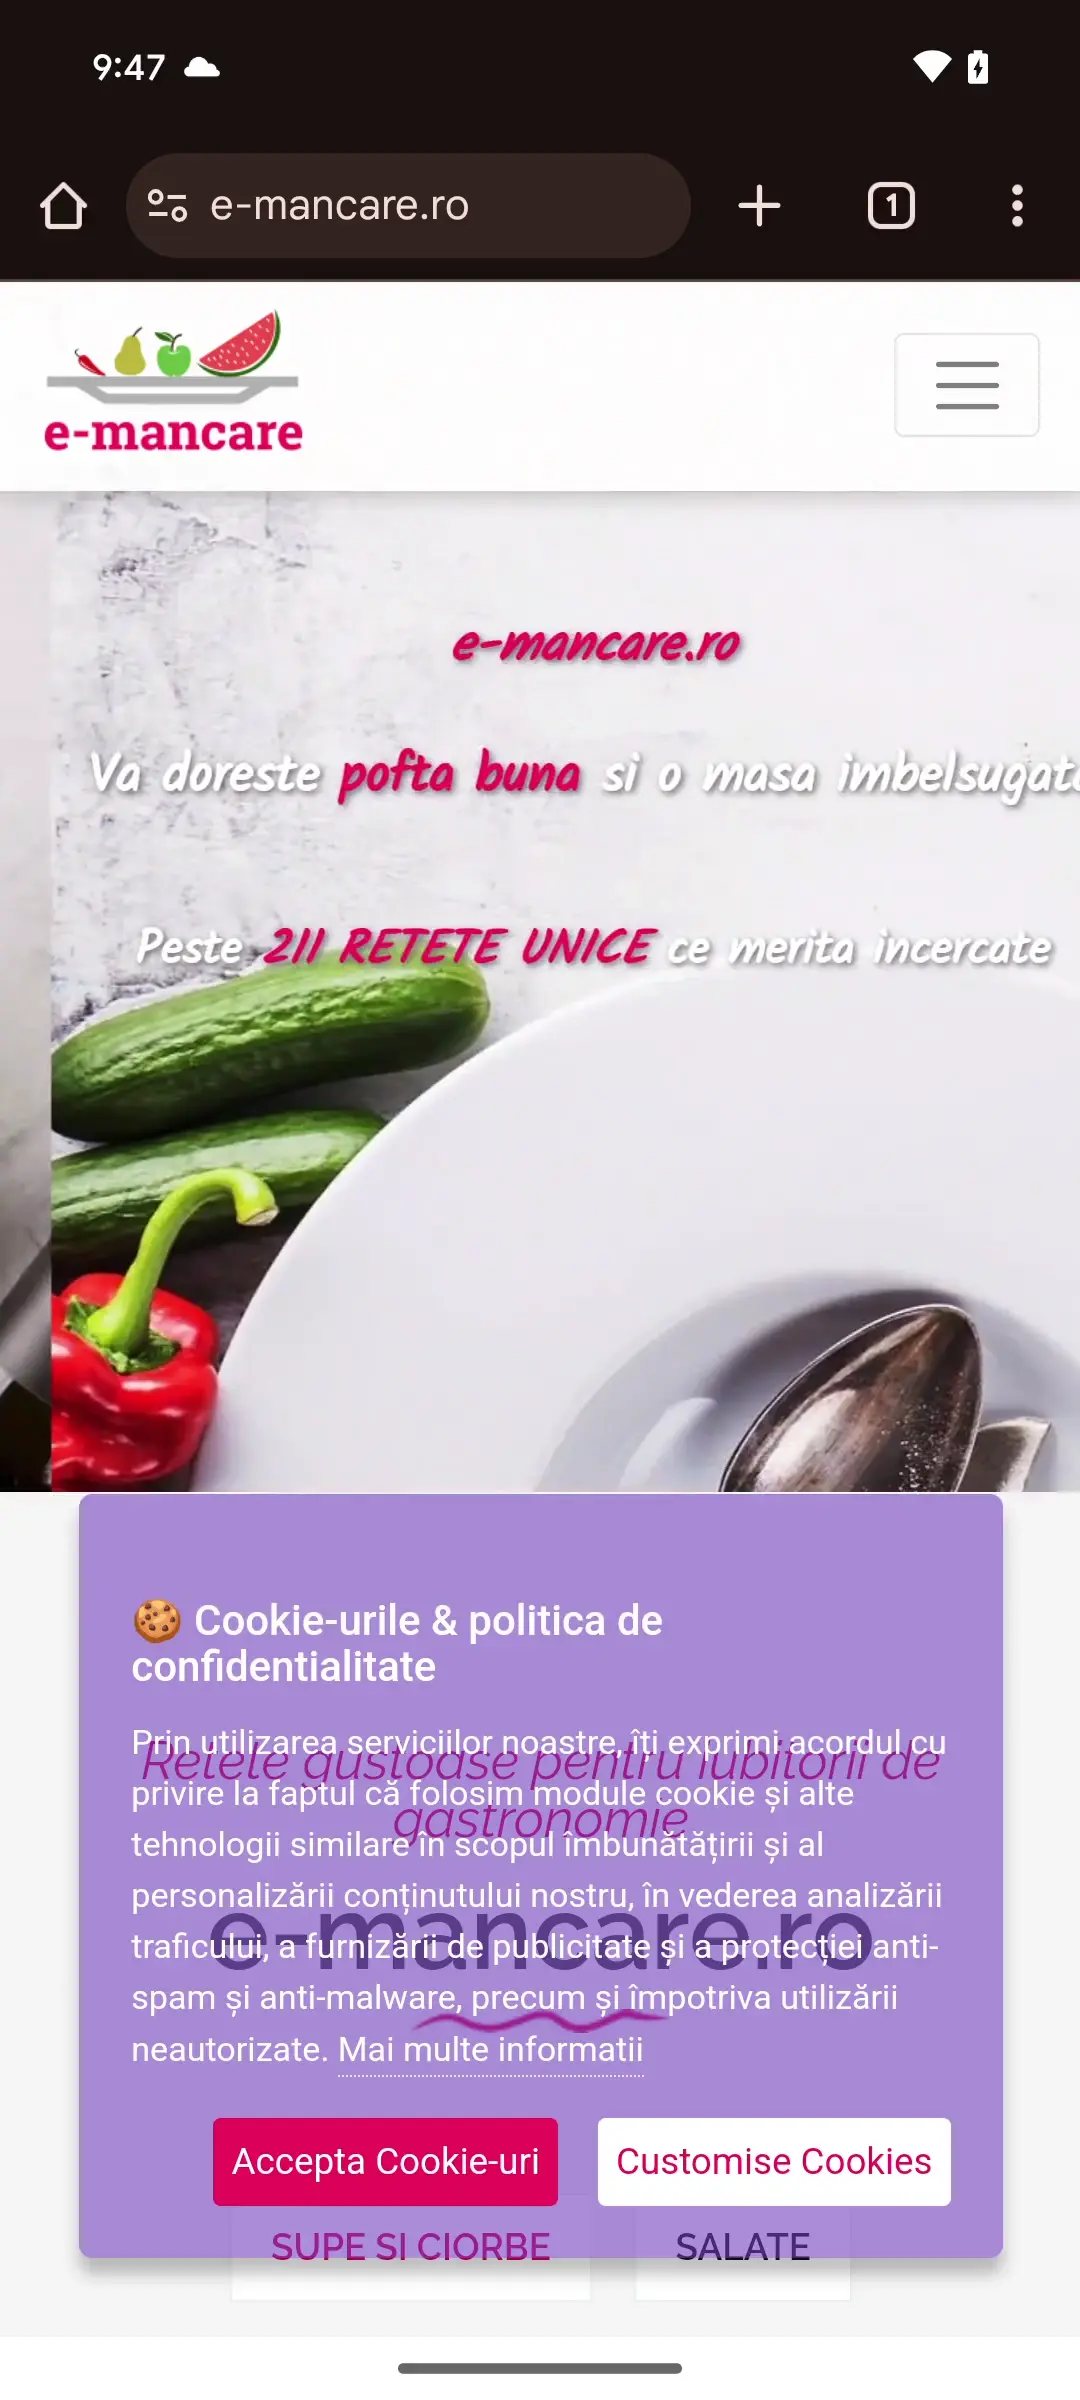 9:47
e-mancare.ro
1
e-mancare
e-mancare.ro
Va doreste pofta buna si o masa
Peste 211 RETETE UNICE ce merita incercate
🍪 Cookie-urile & politica de
confidentialitate
Prin utilizarea serviciilor noastre, îți exprimi acordul cu
privire la faptul că folosim module cookie și alte
tehnologii similare în scopul îmbunătățirii și al
personalizării conținutului nostru, în vederea analizării
traficului, a furnizării de publicitate și a protecției anti-
spam și anti-malware, precum și împotriva utilizării
neautorizate. Mai multe informatii
Retete gustoase pentru iubitorii de
gastronomie
e-mancare.ro
Accepta Cookie-uri
Customise Cookies
SUPE SI CIORBE
SALATE